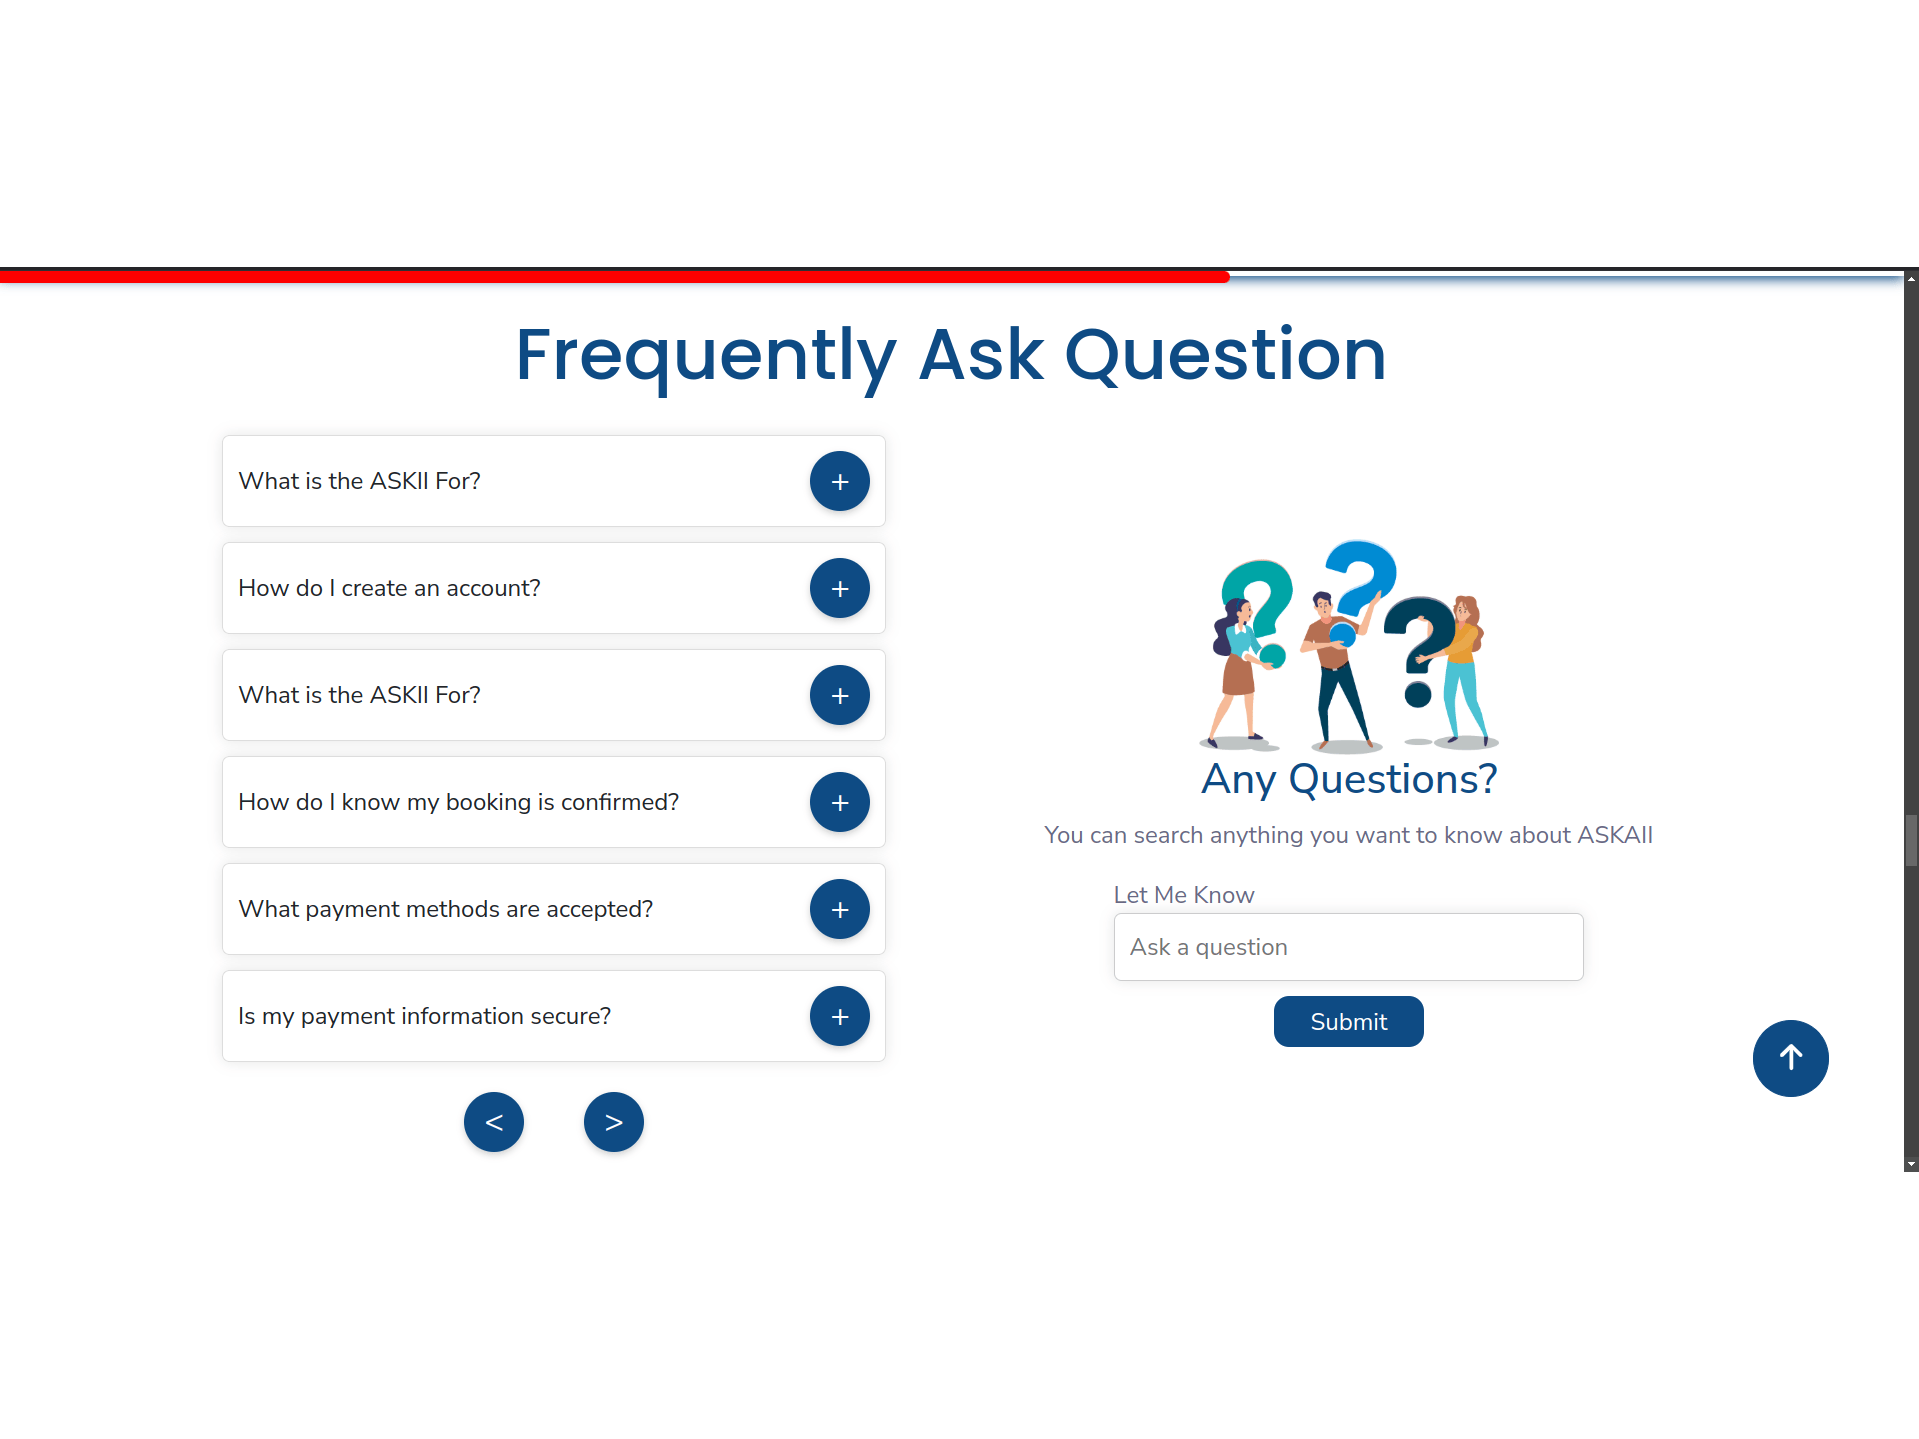 Frequently Ask Question
What is the ASKII For?
+
How do I create an account?
+
What is the ASKII For?
+
How do I know my booking is confirmed?
+
What payment methods are accepted?
+
Is my payment information secure?
+
< >
? ? ?
Any Questions?
You can search anything you want to know about ASKAII
Let Me Know
Ask a question
Submit